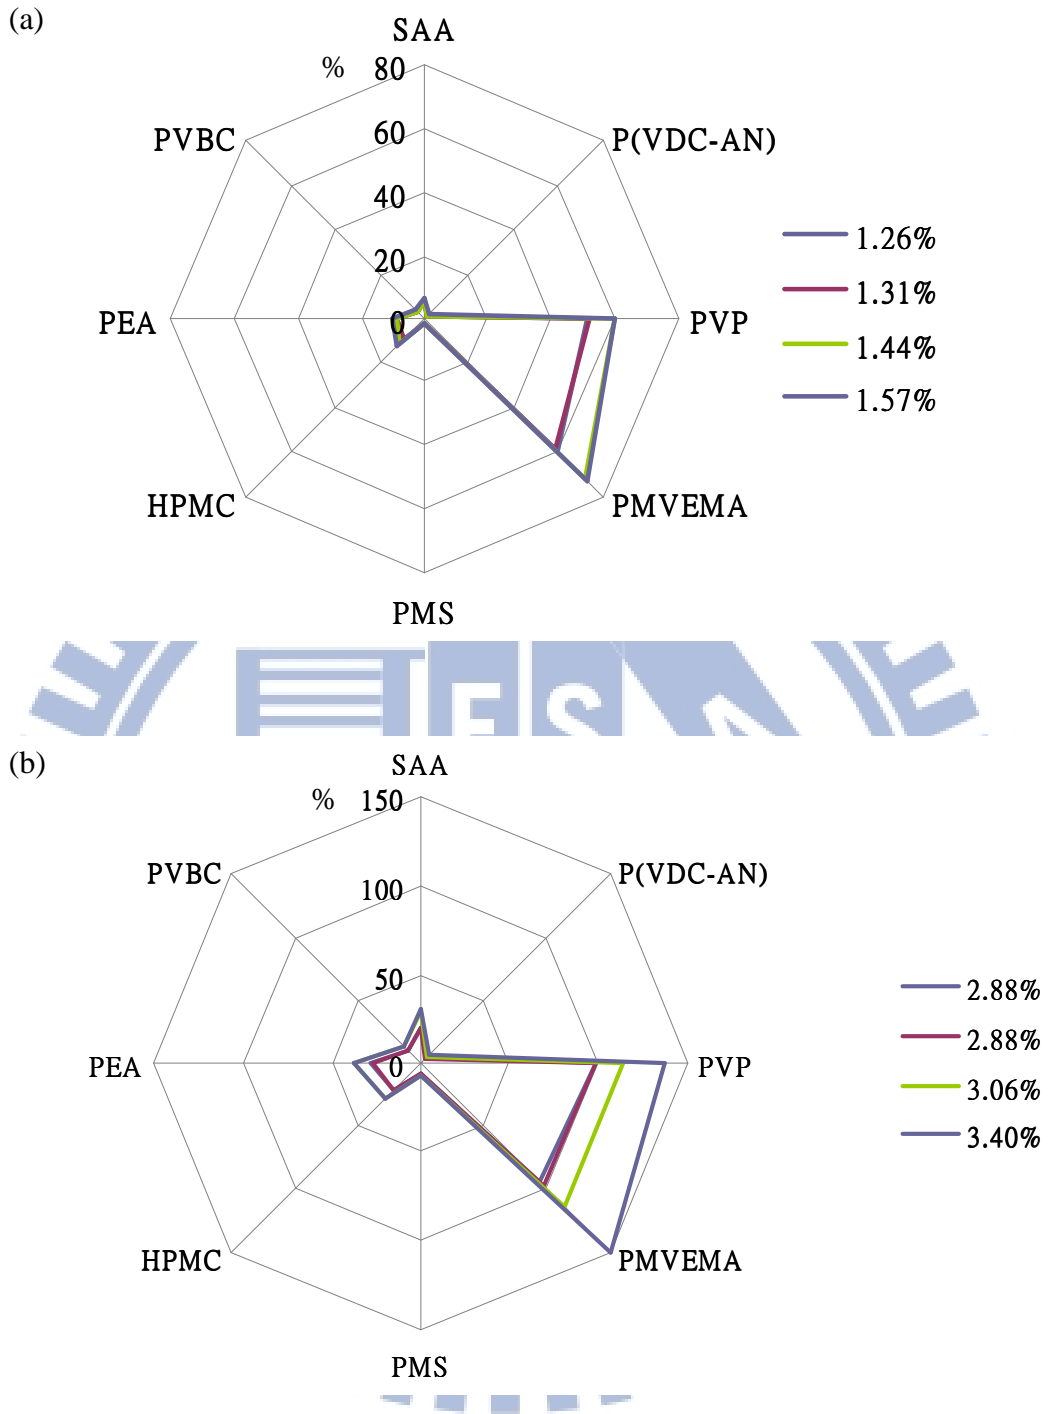 (a)
SAA
% 80
60
40
20
0
PVBC
P(VDC-AN)
PEA
PVP
HPMC
PMVEMA
PMS
1.26%
1.31%
1.44%
1.57%
ES
(b)
SAA
% 150
100
50
0
PVBC
P(VDC-AN)
PEA
PVP
HPMC
PMVEMA
PMS
2.88%
2.88%
3.06%
3.40%